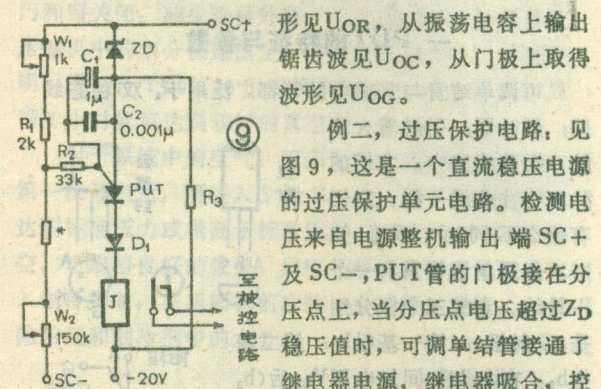 SC+
W₁
1k
ZD
C₁
1μ
C₂
0.001μ
R₁
2k
R₂
33k
PUT
R₃
D₁
*
J
W₂
150k
至被控电路
SC-
-20V
⑨
形见UOR，从振荡电容上输出
锯齿波见UOC，从门极上取得
波形见UOG。
例二，过压保护电路：见
图9，这是一个直流稳压电源
的过压保护单元电路。检测电
压来自电源整机输出端SC+
及SC-，PUT管的门极接在分
压点上，当分压点电压超过ZD
稳压值时，可调单结管接通了
继电器电源，继电器吸合，控